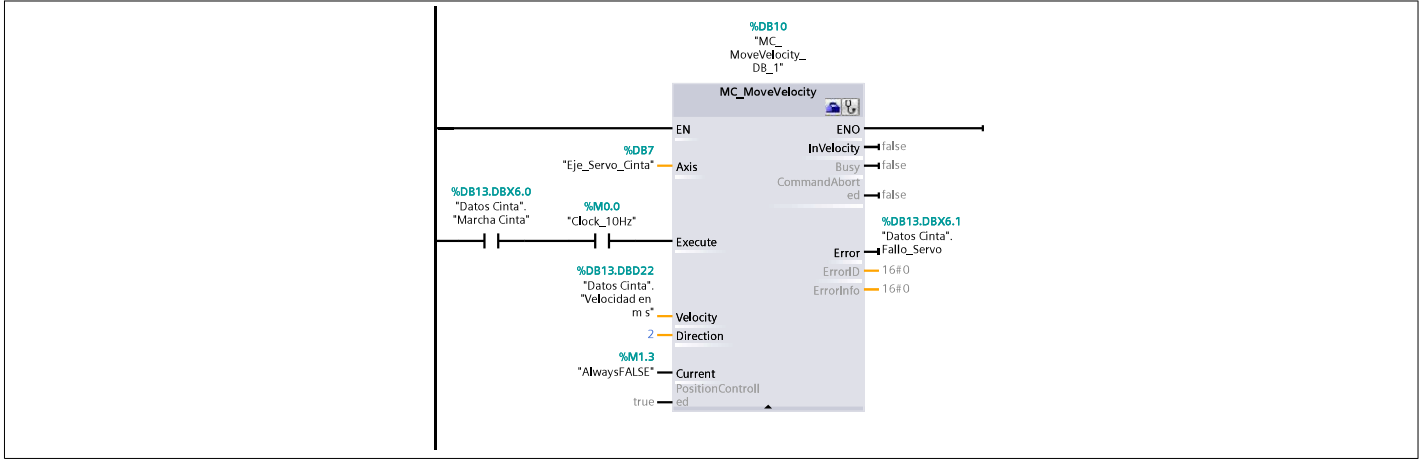 %DB10
"MC_
MoveVelocity_
DB_1"
MC_MoveVelocity
EN
ENO
InVelocity
false
%DB7
"Eje_Servo_Cinta"
Axis
Busy
false
CommandAbort
ed
false
%DB13.DBX6.0
"Datos Cinta".
"Marcha Cinta"
%M0.0
"Clock_10Hz"
Execute
%DB13.DBX6.1
"Datos Cinta".
Fallo_Servo
Error
ErrorID
16#0
ErrorInfo
16#0
%DB13.DBD22
"Datos Cinta".
"Velocidad en
m s"
Velocity
2
Direction
%M1.3
"AlwaysFALSE"
Current
PositionControll
ed
true